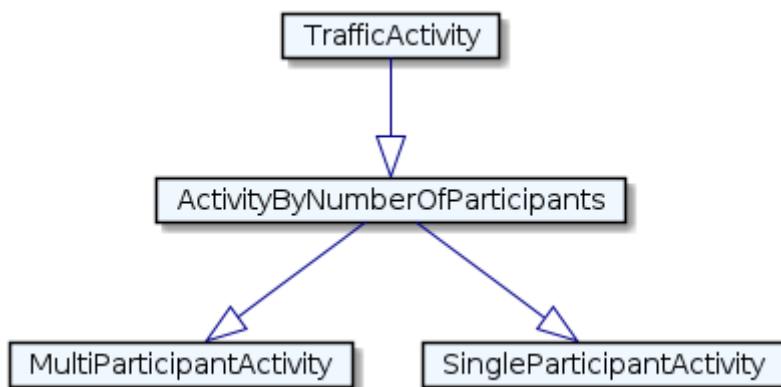 TrafficActivity
ActivityByNumberOfParticipants
MultiParticipantActivity
SingleParticipantActivity